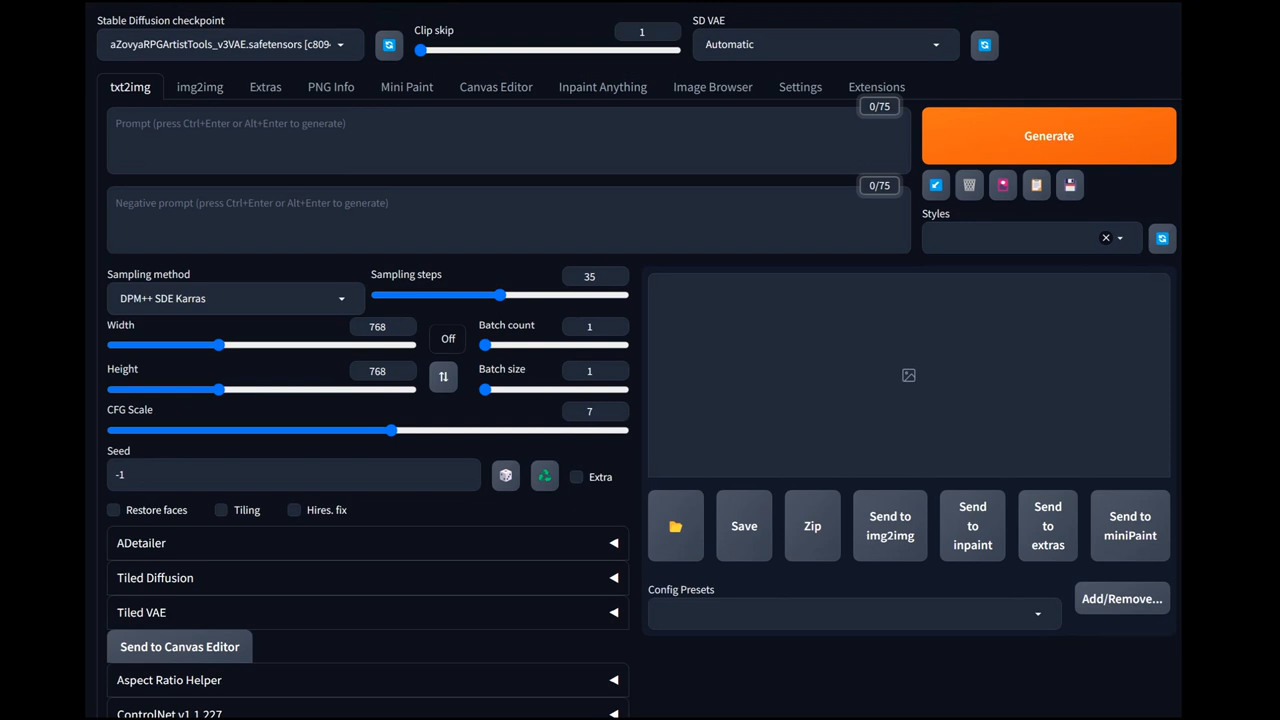 Stable Diffusion checkpoint
aZovyaRPGArtistTools_v3VAE.safetensors [c809
Clip skip
1
SD VAE
Automatic
txt2img
img2img
Extras
PNG Info
Mini Paint
Canvas Editor
Inpaint Anything
Image Browser
Settings
Extensions
Prompt (press Ctrl+Enter or Alt+Enter to generate)
0/75
Generate
Negative prompt (press Ctrl+Enter or Alt+Enter to generate)
0/75
Styles
Sampling method
DPM++ SDE Karras
Sampling steps
35
Width
768
Off
Batch count
1
Height
768
Batch size
1
CFG Scale
7
Seed
-1
Extra
Restore faces
Tiling
Hires. fix
Save
Zip
Send to
img2img
Send
to
inpaint
Send
to
extras
Send to
miniPaint
ADetailer
Tiled Diffusion
Tiled VAE
Config Presets
Add/Remove...
Send to Canvas Editor
Aspect Ratio Helper
ControlNet v1.1.227